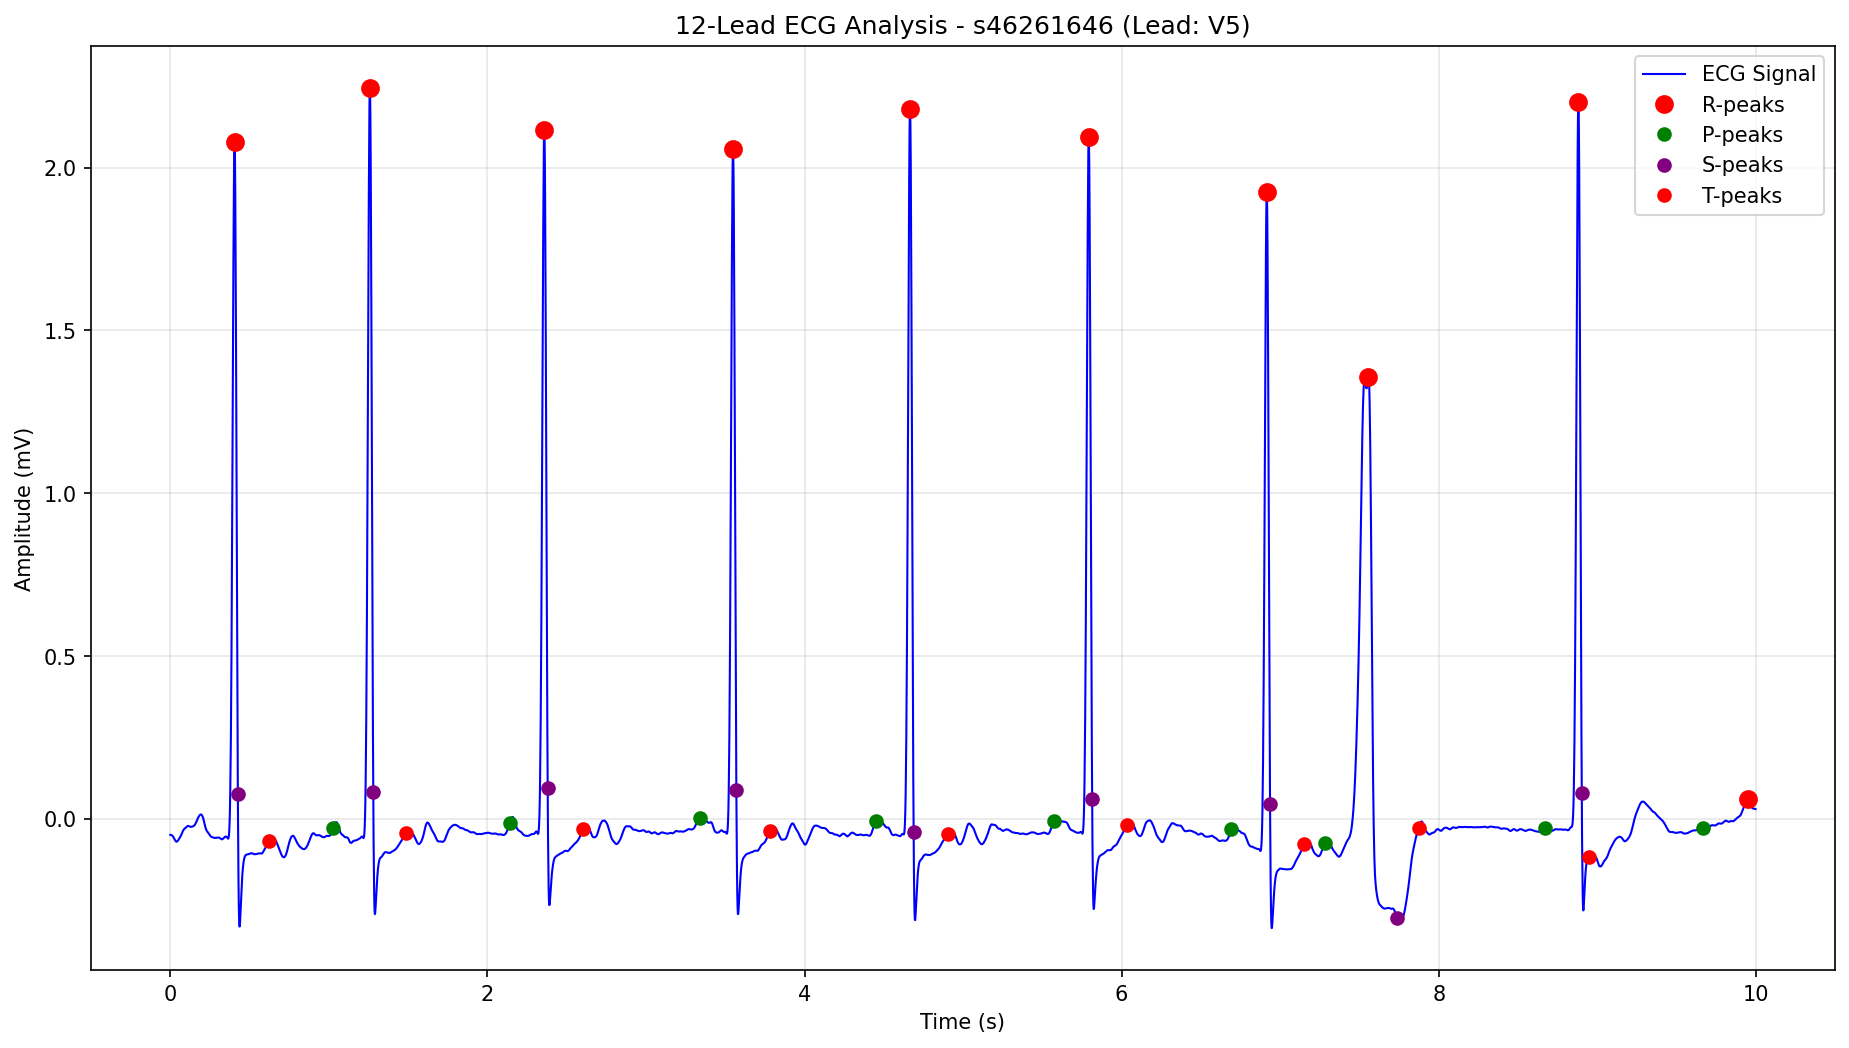 12-Lead ECG Analysis - s46261646 (Lead: V5)
ECG Signal
R-peaks
P-peaks
S-peaks
T-peaks
Amplitude (mV)
2.0
1.5
1.0
0.5
0.0
0
2
4
6
8
10
Time (s)